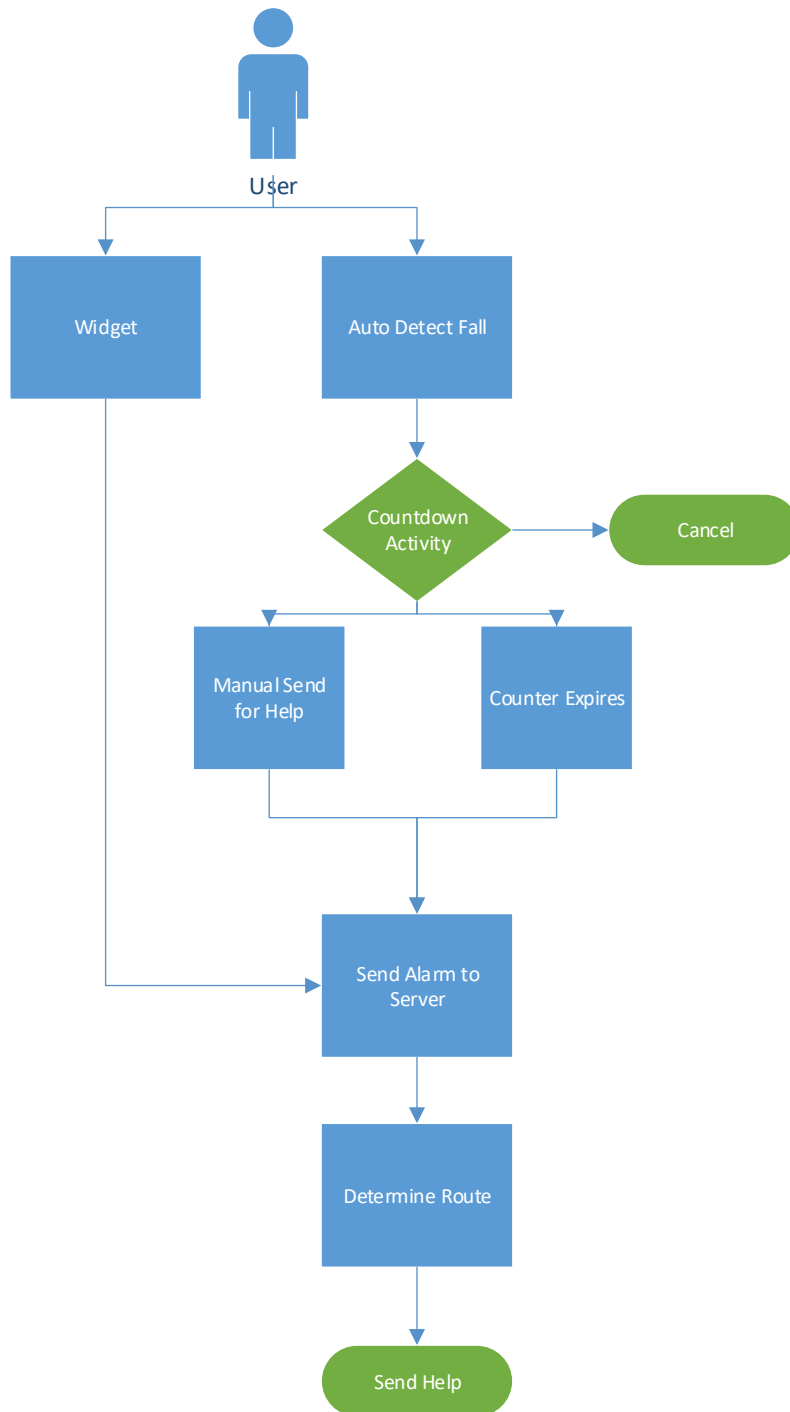 User
Widget
Auto Detect Fall
Countdown
Activity
Cancel
Manual Send
for Help
Counter Expires
Send Alarm to
Server
Determine Route
Send Help